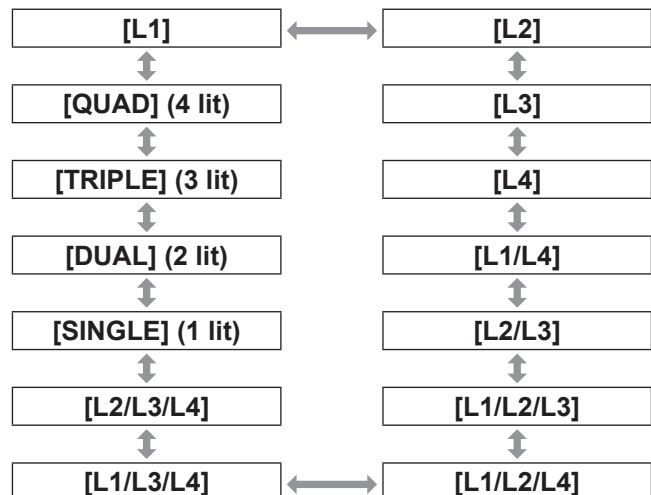 [L1] [L2]
[QUAD] (4 lit) [L3]
[TRIPLE] (3 lit) [L4]
[DUAL] (2 lit) [L1/L4]
[SINGLE] (1 lit) [L2/L3]
[L2/L3/L4] [L1/L2/L3]
[L1/L3/L4] [L1/L2/L4]